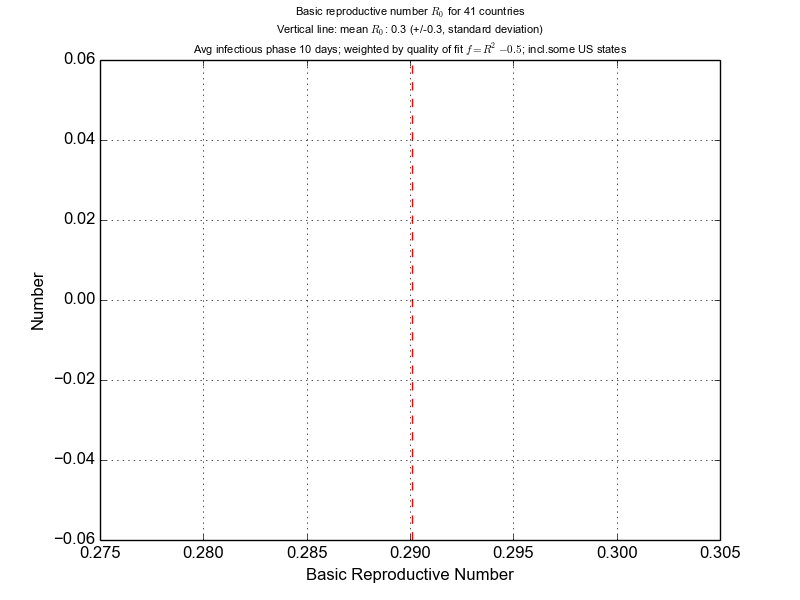 Basic reproductive number R₀ for 41 countries
Vertical line: mean R₀: 0.3 (+/-0.3, standard deviation)
Avg infectious phase 10 days; weighted by quality of fit f=R² −0.5; incl.some US states
0.06
0.04
0.02
0.00
−0.02
−0.04
−0.06
Number
0.275 0.280 0.285 0.290 0.295 0.300 0.305
Basic Reproductive Number